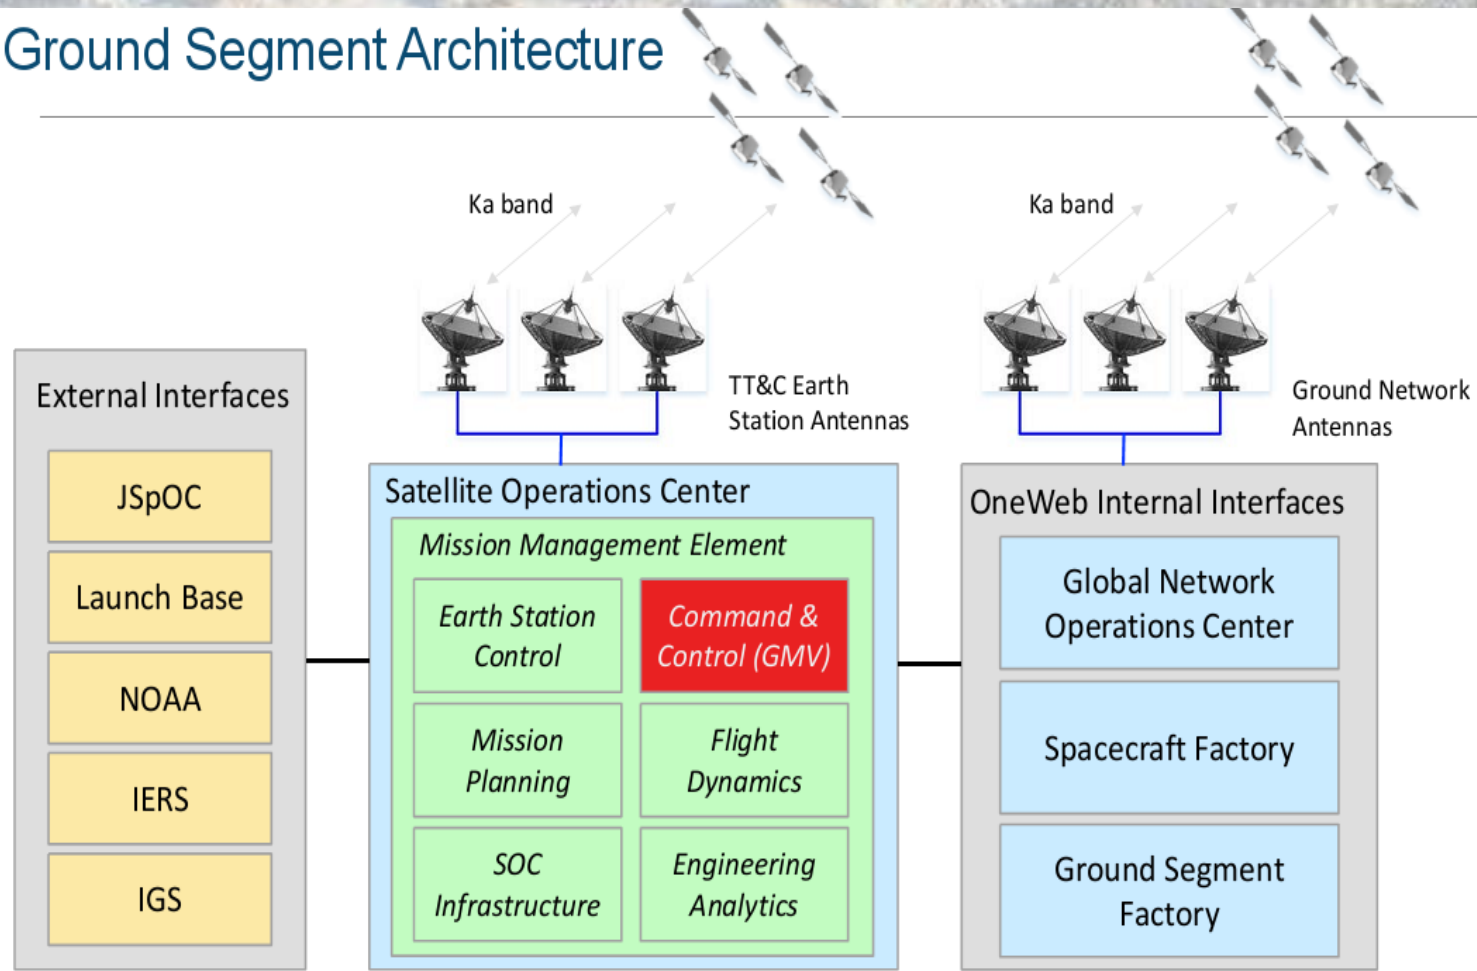 Ground Segment Architecture
Ka band
Ka band
TT&C Earth
Station Antennas
Ground Network
Antennas
External Interfaces
JSpOC
Launch Base
NOAA
IERS
IGS
Satellite Operations Center
Mission Management Element
Earth Station
Control
Command &
Control (GMV)
Mission
Planning
Flight
Dynamics
SOC
Infrastructure
Engineering
Analytics
OneWeb Internal Interfaces
Global Network
Operations Center
Spacecraft Factory
Ground Segment
Factory